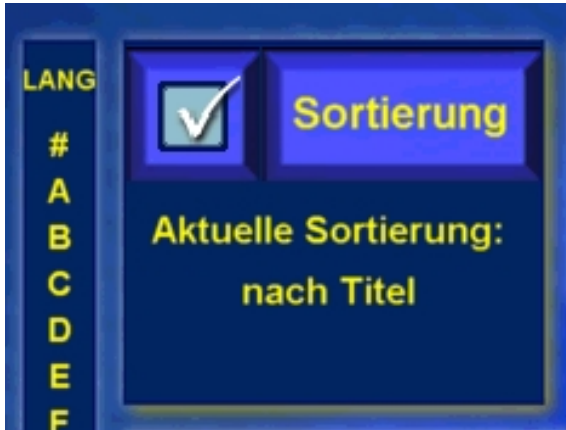 LANG
#
A
B
C
D
E
F
Sortierung
Aktuelle Sortierung:
nach Titel